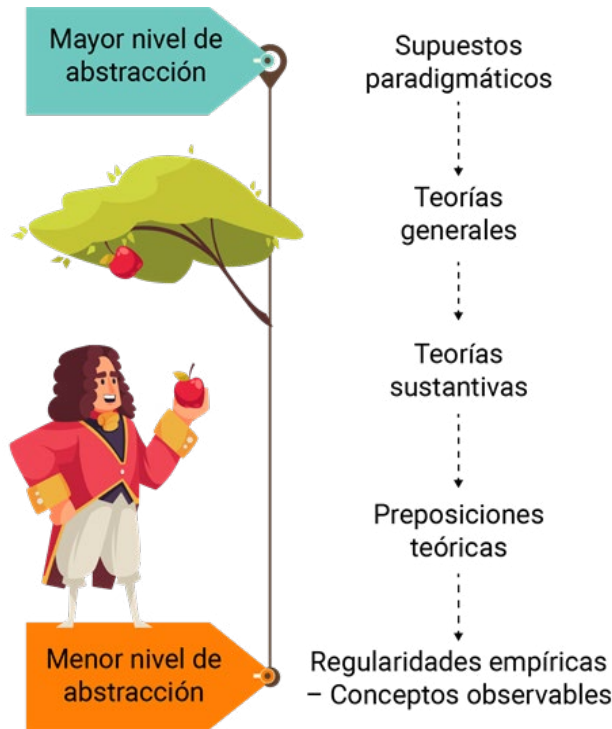 Mayor nivel de
abstracción
Supuestos
paradigmáticos
Teorías
generales
Teorías
sustantivas
Preposiciones
teóricas
Menor nivel de
abstracción
Regularidades empíricas
– Conceptos observables